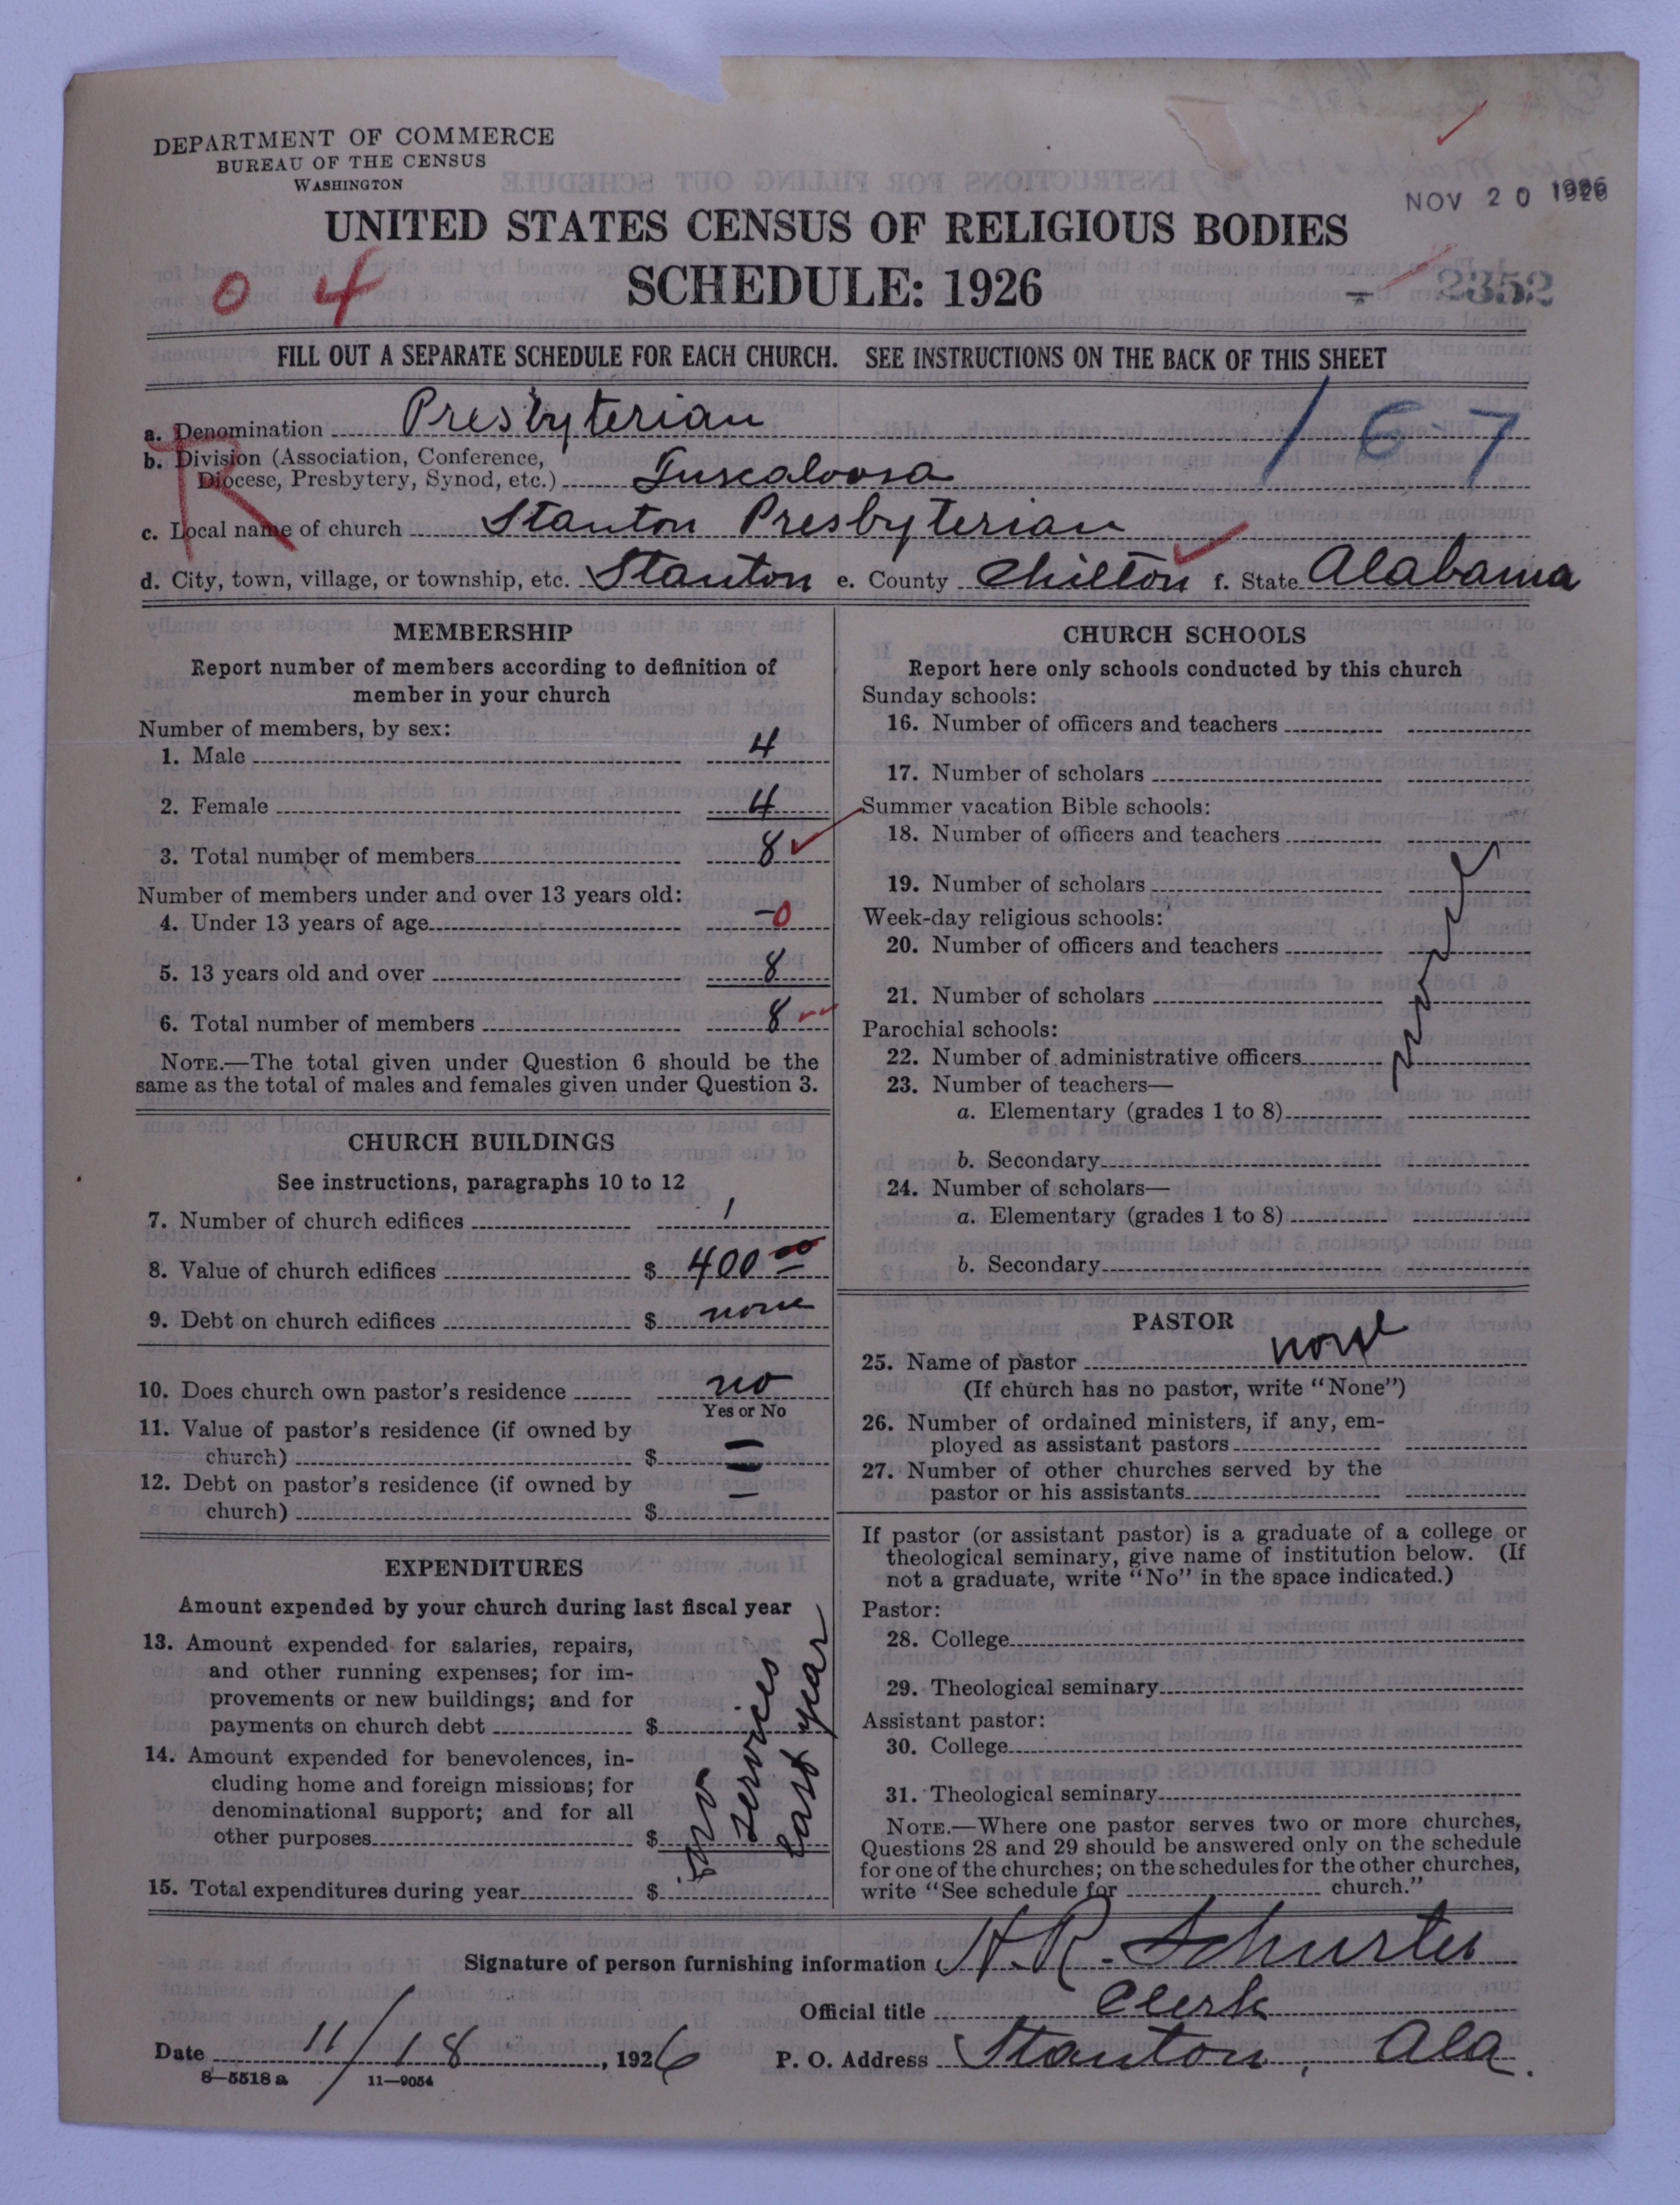 DEPARTMENT OF COMMERCE
BUREAU OF THE CENSUS
WASHINGTON
NOV 20 1926
UNITED STATES CENSUS OF RELIGIOUS BODIES
SCHEDULE: 1926
0 4
2352
FILL OUT A SEPARATE SCHEDULE FOR EACH CHURCH. SEE INSTRUCTIONS ON THE BACK OF THIS SHEET
a. Denomination Presbyterian
1 6-7
b. Division (Association, Conference,
Diocese, Presbytery, Synod, etc.) Tuscaloosa
R
c. Local name of church Stanton Presbyterian
d. City, town, village, or township, etc. Stanton e. County Chilton f. State Alabama
MEMBERSHIP
Report number of members according to definition of
member in your church
Number of members, by sex:
1. Male 4
2. Female 4
3. Total number of members 8
Number of members under and over 13 years old:
4. Under 13 years of age -0
5. 13 years old and over 8
6. Total number of members 8
NOTE.—The total given under Question 6 should be the
same as the total of males and females given under Question 3.
CHURCH BUILDINGS
See instructions, paragraphs 10 to 12
7. Number of church edifices 1
8. Value of church edifices $ 400 00
9. Debt on church edifices $ none
10. Does church own pastor's residence no
Yes or No
11. Value of pastor's residence (if owned by
church) $ —
12. Debt on pastor's residence (if owned by
church) $ —
EXPENDITURES
Amount expended by your church during last fiscal year
13. Amount expended for salaries, repairs,
and other running expenses; for im-
provements or new buildings; and for
payments on church debt $
14. Amount expended for benevolences, in-
cluding home and foreign missions; for
denominational support; and for all
other purposes $
15. Total expenditures during year $
no
services
last year
CHURCH SCHOOLS
Report here only schools conducted by this church
Sunday schools:
16. Number of officers and teachers
17. Number of scholars
Summer vacation Bible schools:
18. Number of officers and teachers
19. Number of scholars
Week-day religious schools:
20. Number of officers and teachers
21. Number of scholars
Parochial schools:
22. Number of administrative officers
23. Number of teachers—
a. Elementary (grades 1 to 8)
b. Secondary
24. Number of scholars—
a. Elementary (grades 1 to 8)
b. Secondary
none
PASTOR
25. Name of pastor none
(If church has no pastor, write "None")
26. Number of ordained ministers, if any, em-
ployed as assistant pastors
27. Number of other churches served by the
pastor or his assistants
If pastor (or assistant pastor) is a graduate of a college or
theological seminary, give name of institution below. (If
not a graduate, write "No" in the space indicated.)
Pastor:
28. College
29. Theological seminary
Assistant pastor:
30. College
31. Theological seminary
NOTE.—Where one pastor serves two or more churches,
Questions 28 and 29 should be answered only on the schedule
for one of the churches; on the schedules for the other churches,
write "See schedule for church."
Signature of person furnishing information H. R. Schurter
Official title Clerk
Date 11/18, 1926 P. O. Address Stanton, Ala.
8—5518a 11—9054